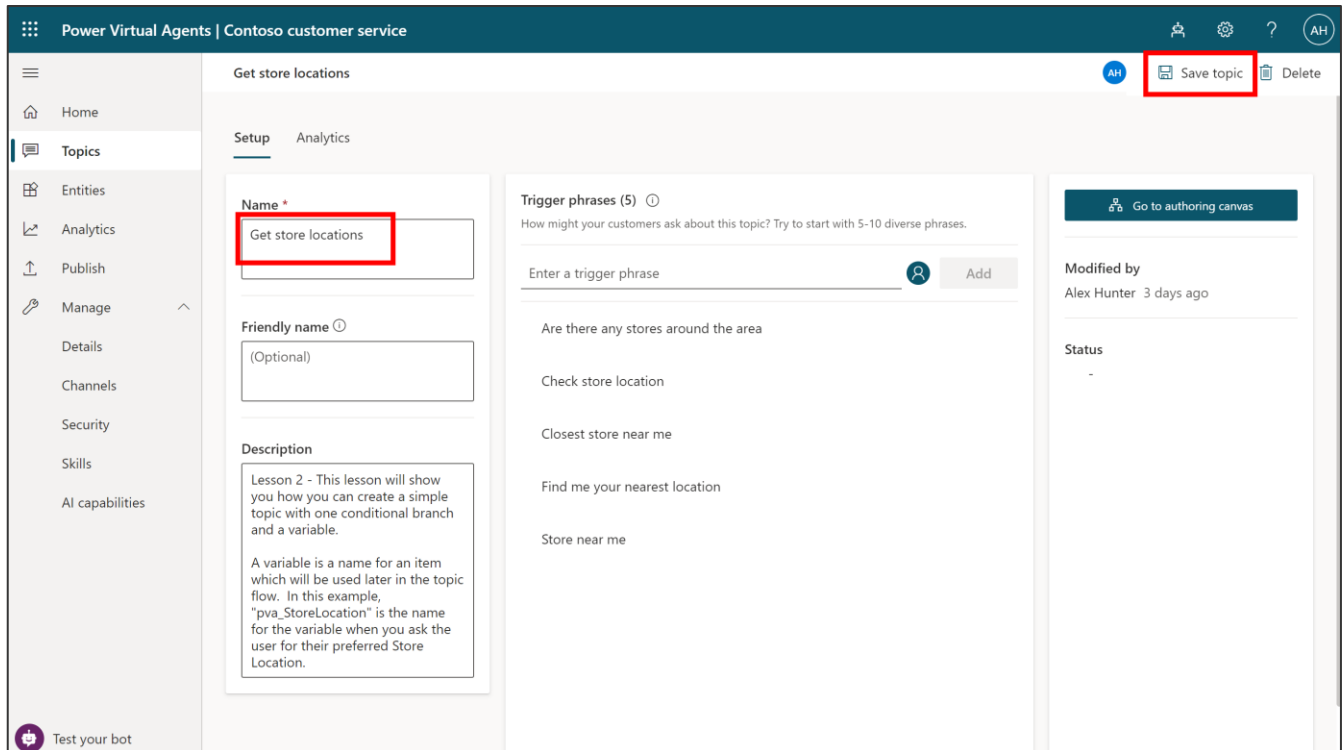 Power Virtual Agents | Contoso customer service
AH
Get store locations
AH
Save topic
Delete
Home
Topics
Entities
Analytics
Publish
Manage
Details
Channels
Security
Skills
AI capabilities
Test your bot
Setup
Analytics
Name *
Get store locations
Friendly name
(Optional)
Description
Lesson 2 - This lesson will show
you how you can create a simple
topic with one conditional branch
and a variable.
A variable is a name for an item
which will be used later in the topic
flow. In this example,
"pva_StoreLocation" is the name
for the variable when you ask the
user for their preferred Store
Location.
Trigger phrases (5)
How might your customers ask about this topic? Try to start with 5-10 diverse phrases.
Enter a trigger phrase
Add
Are there any stores around the area
Check store location
Closest store near me
Find me your nearest location
Store near me
Go to authoring canvas
Modified by
Alex Hunter 3 days ago
Status
-